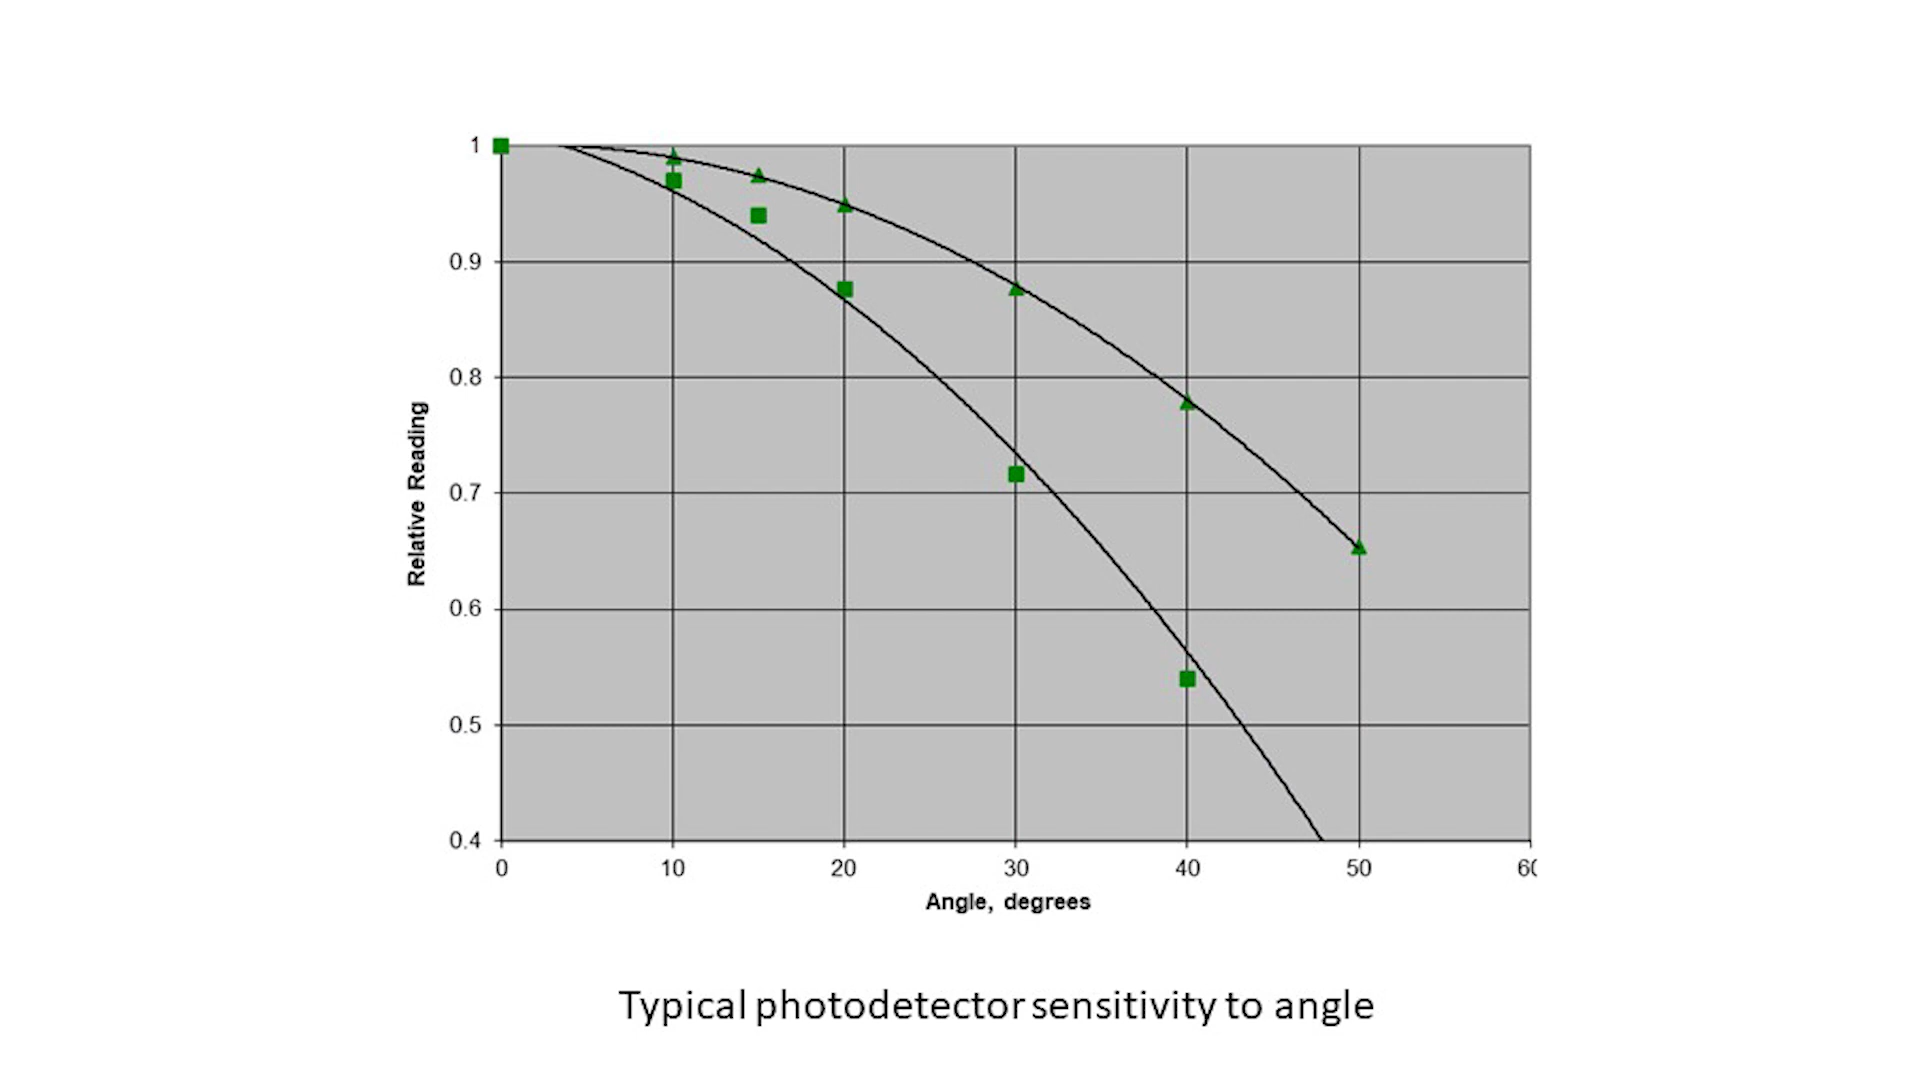 1
0.9
0.8
0.7
0.6
0.5
0.4
Relative Reading
0 10 20 30 40 50 60
Angle, degrees
Typical photodetector sensitivity to angle